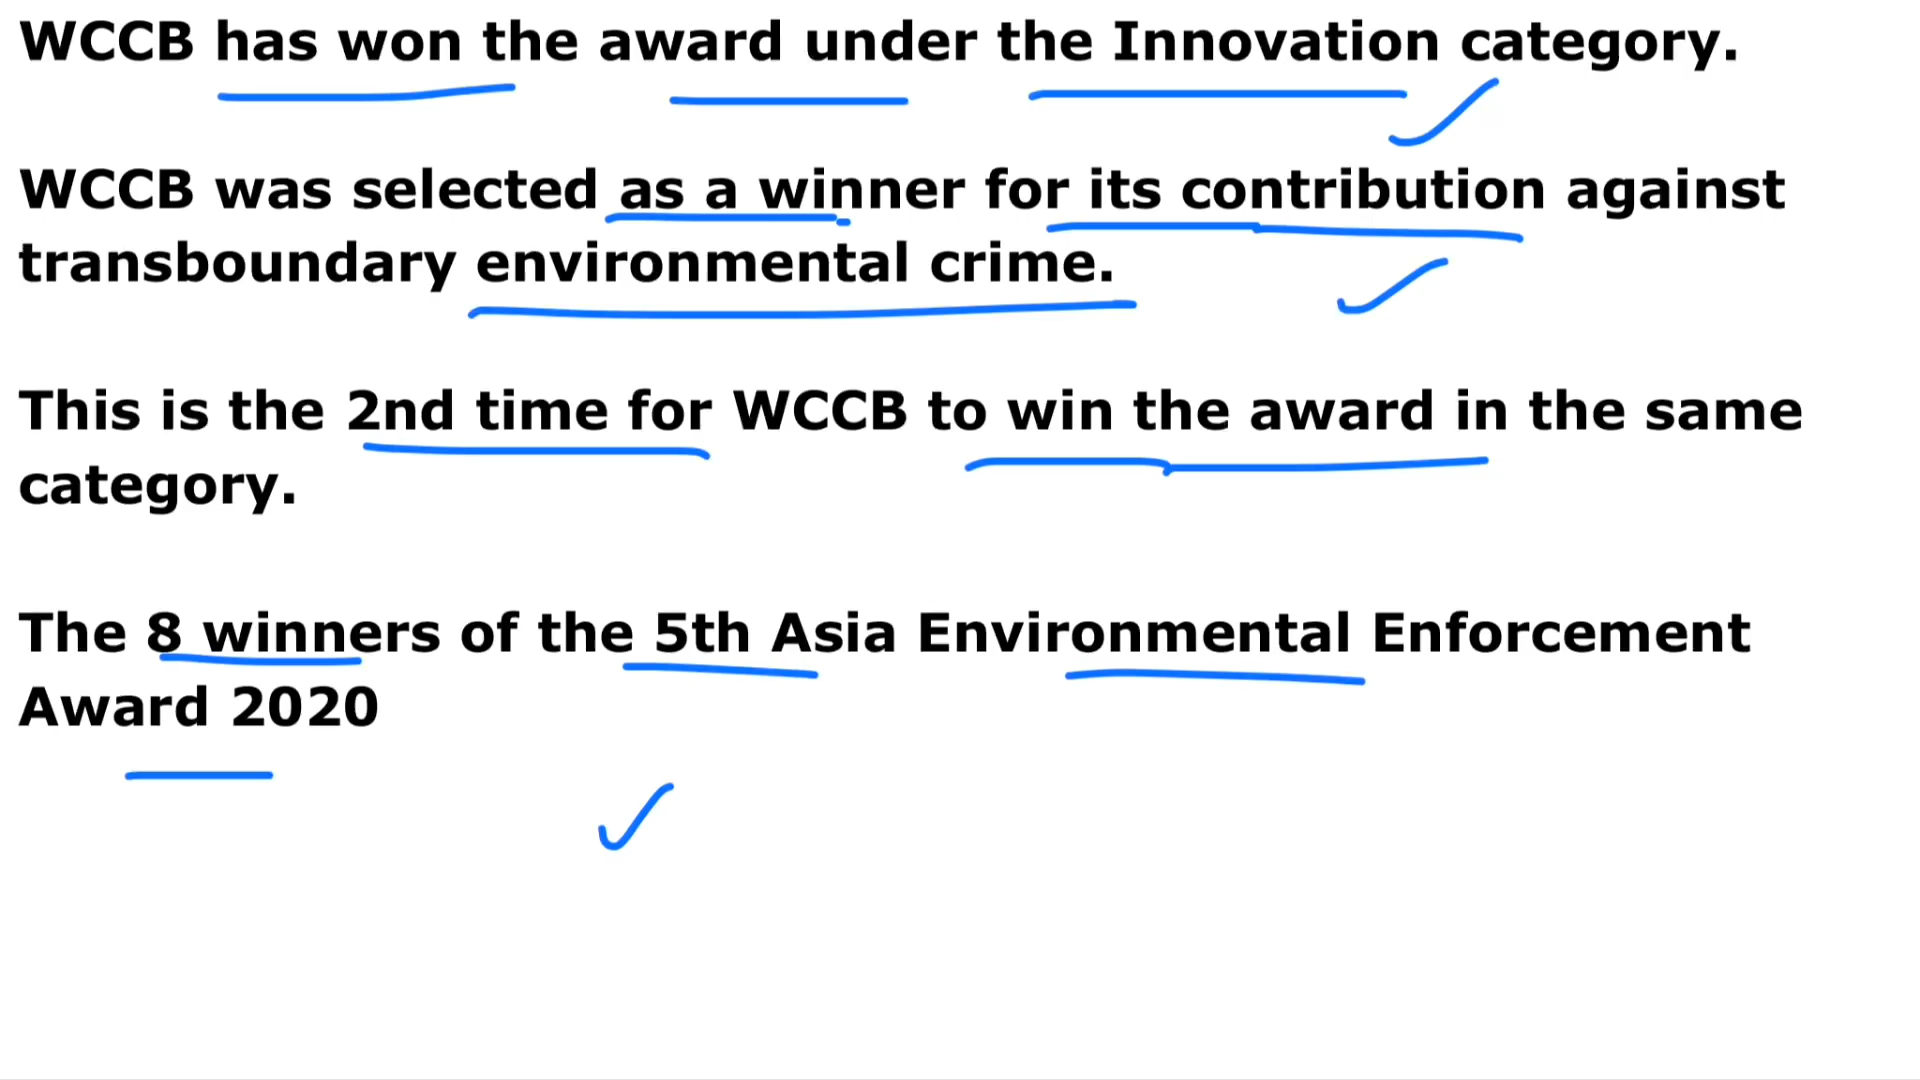 WCCB has won the award under the Innovation category.
WCCB was selected as a winner for its contribution against
transboundary environmental crime.
This is the 2nd time for WCCB to win the award in the same
category.
The 8 winners of the 5th Asia Environmental Enforcement
Award 2020